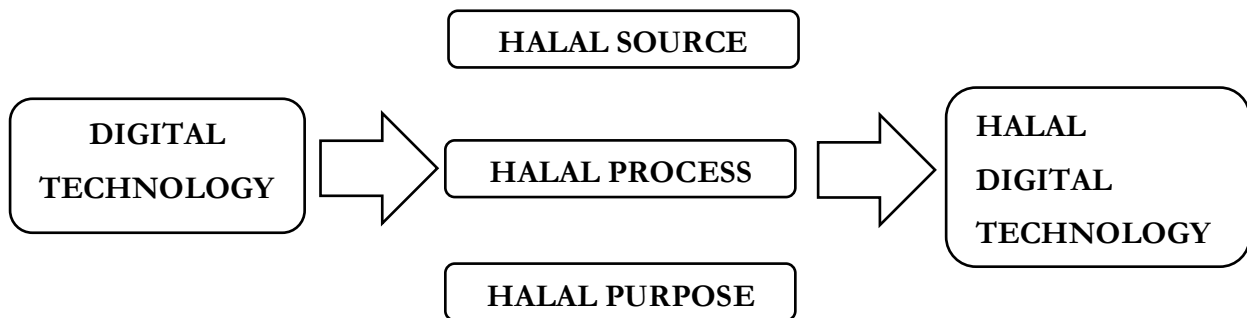 HALAL SOURCE
DIGITAL
TECHNOLOGY
HALAL PROCESS
HALAL PURPOSE
HALAL
DIGITAL
TECHNOLOGY